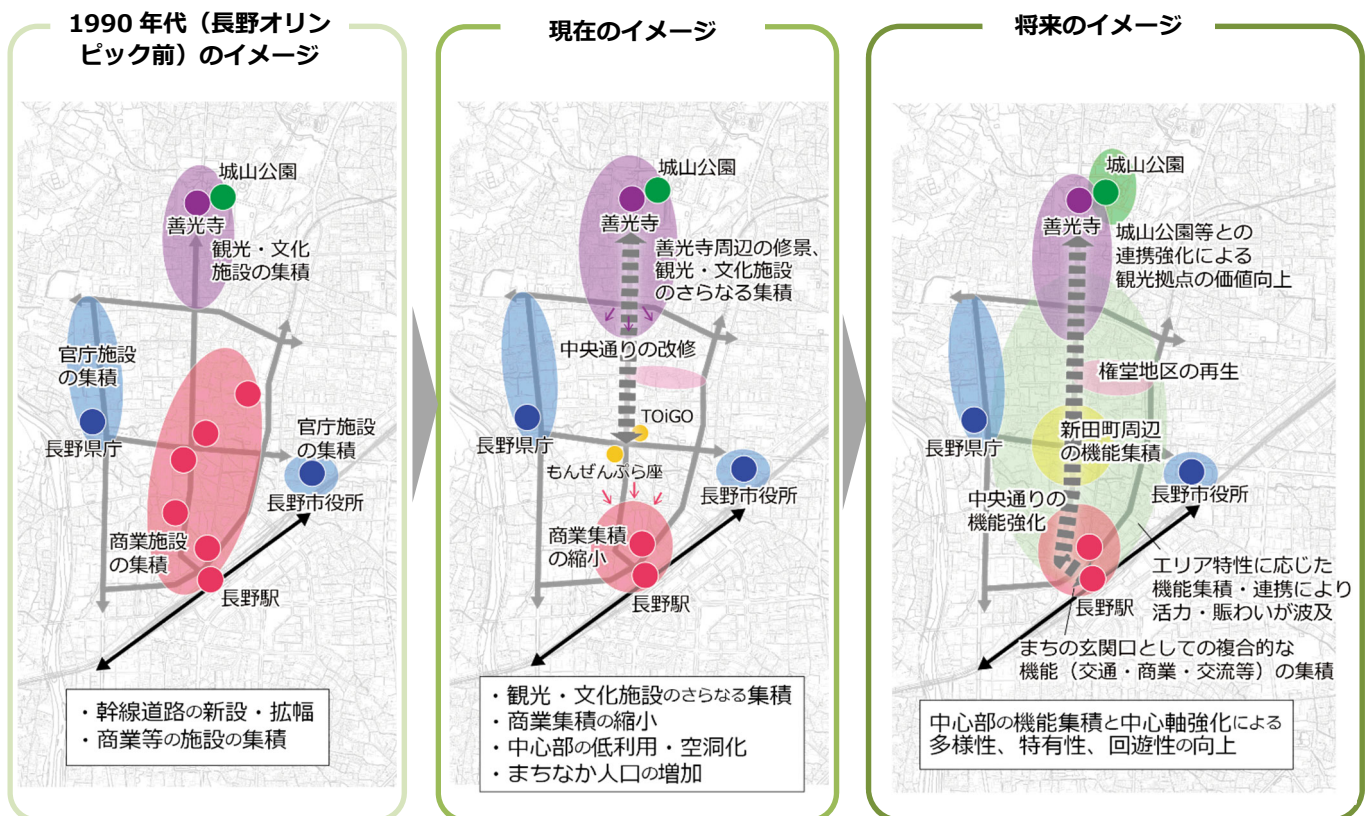 1990 年代（長野オリン
ピック前）のイメージ
城山公園
善光寺
観光・文化
施設の集積
官庁施設
の集積
長野県庁
官庁施設
の集積
長野市役所
商業施設
の集積
長野駅
・幹線道路の新設・拡幅
・商業等の施設の集積
現在のイメージ
城山公園
善光寺
善光寺周辺の修景、
観光・文化施設
のさらなる集積
中央通りの改修
TOiGO
長野県庁
もんぜんぷら座
長野市役所
商業集積
の縮小
長野駅
・観光・文化施設のさらなる集積
・商業集積の縮小
・中心部の低利用・空洞化
・まちなか人口の増加
将来のイメージ
城山公園
善光寺
城山公園等との
連携強化による
観光拠点の価値向上
権堂地区の再生
新田町周辺
の機能集積
長野県庁
長野市役所
中央通りの
機能強化
エリア特性に応じた
機能集積・連携により
活力・賑わいが波及
長野駅
まちの玄関口としての複合的な
機能（交通・商業・交流等）の集積
中心部の機能集積と中心軸強化による
多様性、特有性、回遊性の向上